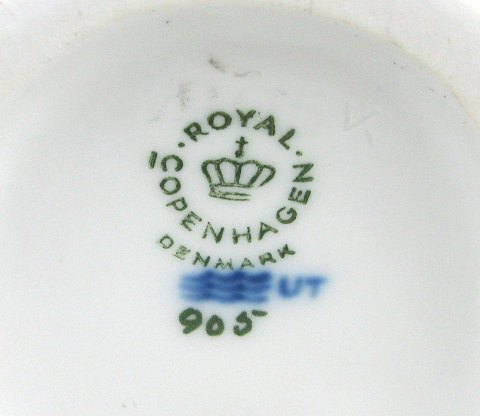 ROYAL
COPENHAGEN
DENMARK
UT
905